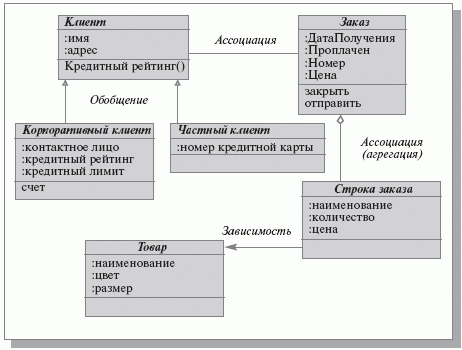 Клиент
:имя
:адрес
Кредитный рейтинг()
Ассоциация
Заказ
:ДатаПолучения
:Проплачен
:Номер
:Цена
закрыть
отправить
Обобщение
Корпоративный клиент
:контактное лицо
:кредитный рейтинг
:кредитный лимит
счет
Частный клиент
:номер кредитной карты
Ассоциация
(агрегация)
Строка заказа
:наименование
:количество
:цена
Зависимость
Товар
:наименование
:цвет
:размер